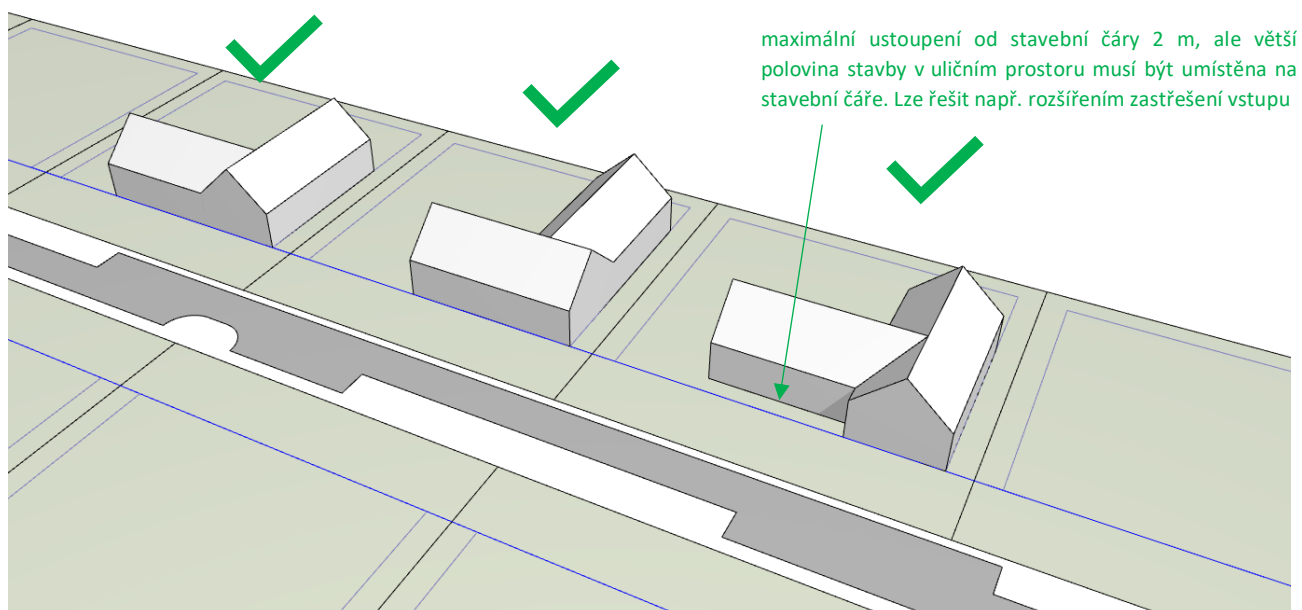 maximální ustoupení od stavební čáry 2 m, ale větší
polovina stavby v uličním prostoru musí být umístěna na
stavební čáře. Lze řešit např. rozšířením zastřešení vstupu